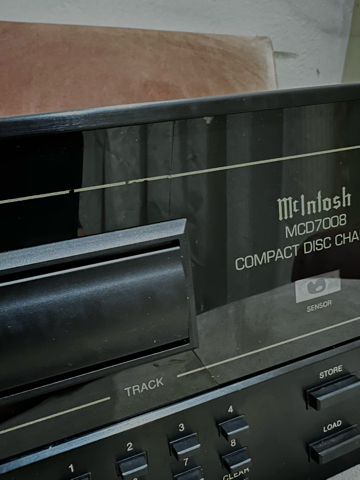 McIntosh
MCD7008
COMPACT DISC CHA
SENSOR
TRACK
STORE
1 2 3 4
LOAD
7 8
CLEAR